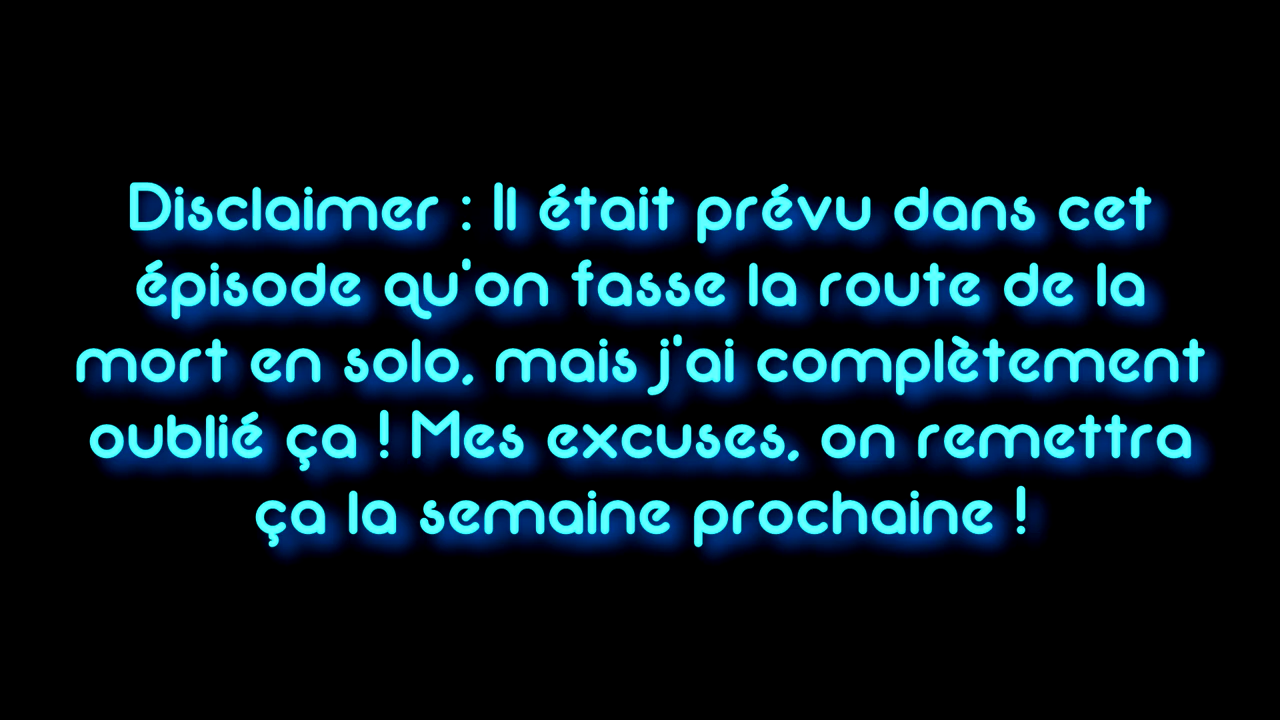 Disclaimer : Il était prévu dans cet
épisode qu'on fasse la route de la
mort en solo, mais j'ai complètement
oublié ça ! Mes excuses, on remettra
ça la semaine prochaine !